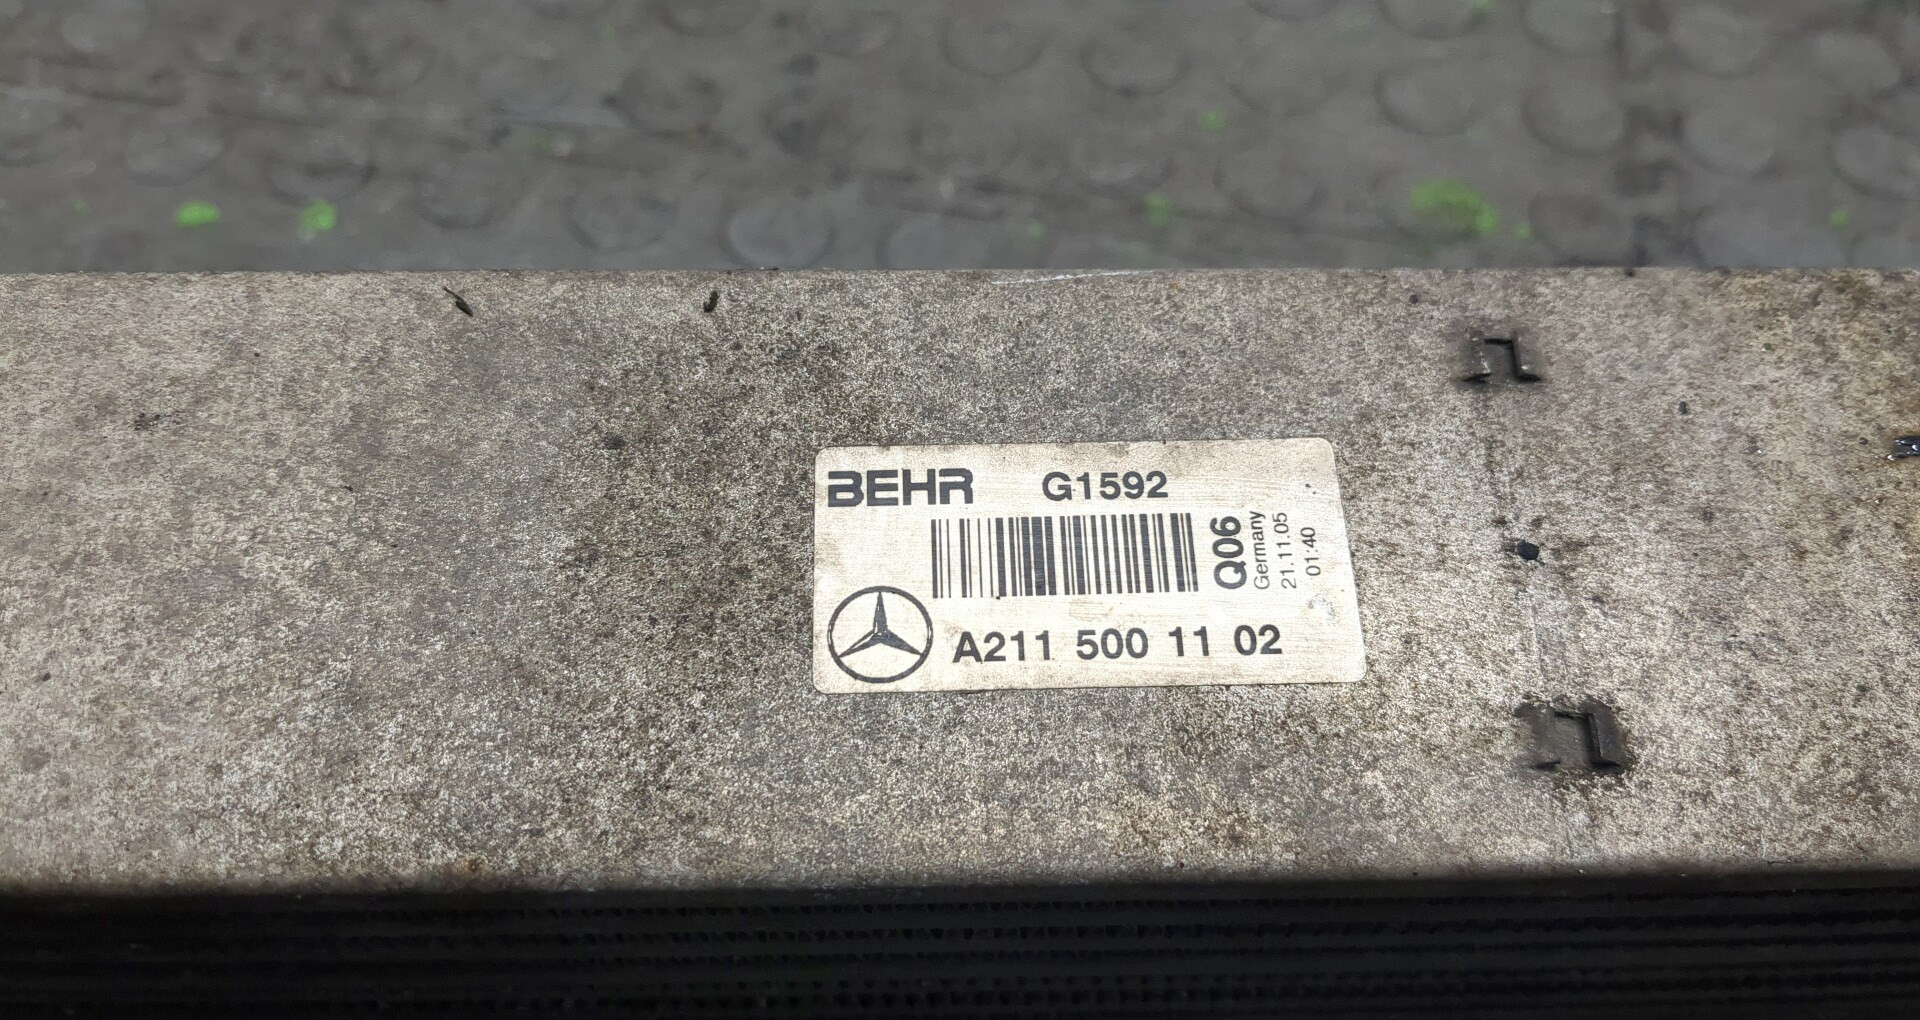 BEHR G1592
Q06
Germany
21.11.05
01:40
A211 500 11 02